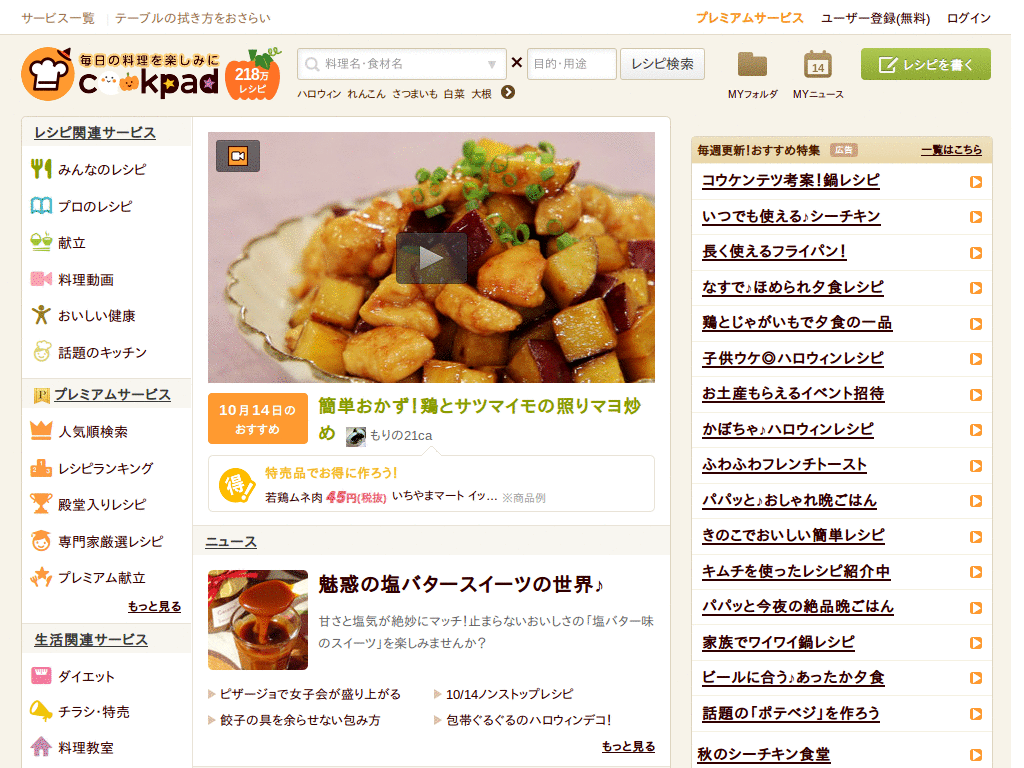 サービス一覧 テーブルの拭き方をおさらい
プレミアムサービス ユーザー登録(無料) ログイン
毎日の料理を楽しみに
cookpad
218万
レシピ
料理名・食材名
×
目的・用途
レシピ検索
ハロウィン れんこん さつまいも 白菜 大根
MYフォルダ
14
MYニュース
レシピを書く
レシピ関連サービス
みんなのレシピ
プロのレシピ
献立
料理動画
おいしい健康
話題のキッチン
P プレミアムサービス
人気順検索
レシピランキング
殿堂入りレシピ
専門家厳選レシピ
プレミアム献立
もっと見る
生活関連サービス
ダイエット
チラシ・特売
料理教室
10月14日の
おすすめ
簡単おかず!鶏とサツマイモの照りマヨ炒
め もりの21ca
得!
特売品でお得に作ろう!
若鶏ムネ肉 45円(税抜) いちやまマート イッ... ※商品例
ニュース
魅惑の塩バタースイーツの世界♪
甘さと塩気が絶妙にマッチ!止まらないおいしさの「塩バター味
のスイーツ」を楽しみませんか?
ピザージョで女子会が盛り上がる
10/14ノンストップレシピ
餃子の具を余らせない包み方
包帯ぐるぐるのハロウィンデコ!
もっと見る
毎週更新!おすすめ特集 広告 一覧はこちら
コウケンテツ考案!鍋レシピ
いつでも使える♪シーチキン
長く使えるフライパン!
なすで♪ほめられ夕食レシピ
鶏とじゃがいもで夕食の一品
子供ウケ◎ハロウィンレシピ
お土産もらえるイベント招待
かぼちゃ♪ハロウィンレシピ
ふわふわフレンチトースト
パパッと♪おしゃれ晩ごはん
きのこでおいしい簡単レシピ
キムチを使ったレシピ紹介中
パパッと今夜の絶品晩ごはん
家族でワイワイ鍋レシピ
ビールに合う♪あったか夕食
話題の「ポテベジ」を作ろう
秋のシーチキン食堂